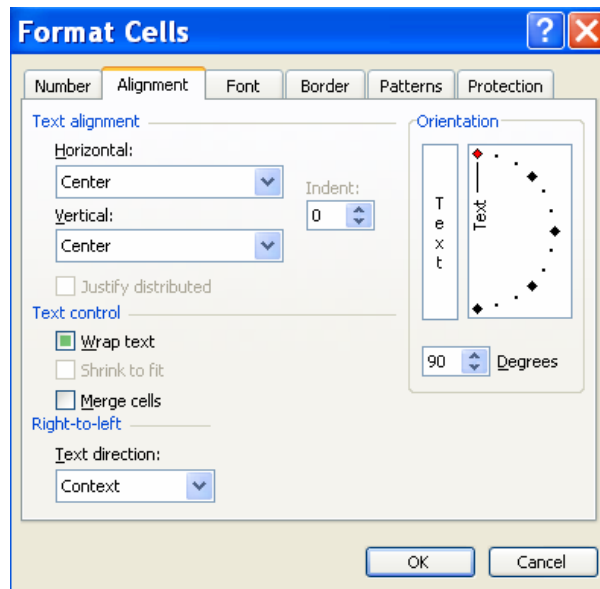 Format Cells
Number Alignment Font Border Patterns Protection
Text alignment
Horizontal:
Center
Indent:
0
Vertical:
Center
Justify distributed
Text control
Wrap text
Shrink to fit
Merge cells
Right-to-left
Text direction:
Context
Orientation
Text
Text
90 Degrees
OK Cancel